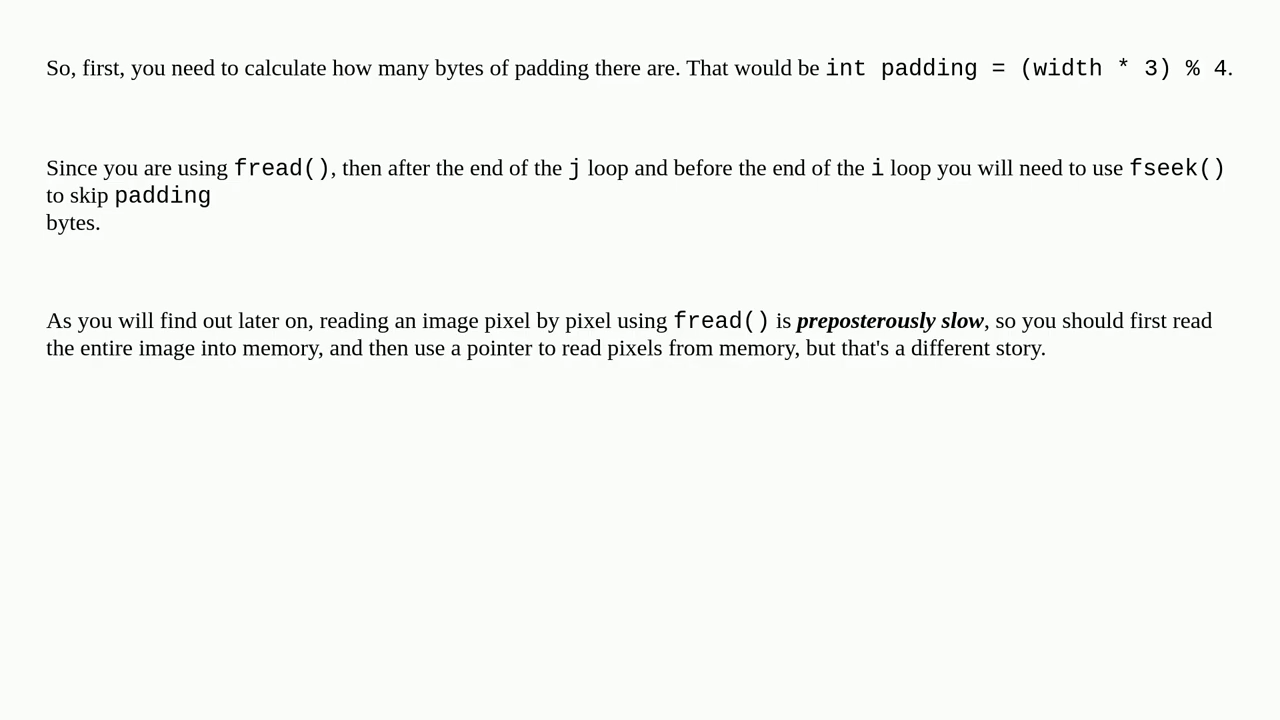 So, first, you need to calculate how many bytes of padding there are. That would be int padding = (width * 3) % 4.
Since you are using fread(), then after the end of the j loop and before the end of the i loop you will need to use fseek()
to skip padding
bytes.
As you will find out later on, reading an image pixel by pixel using fread() is preposterously slow, so you should first read
the entire image into memory, and then use a pointer to read pixels from memory, but that's a different story.